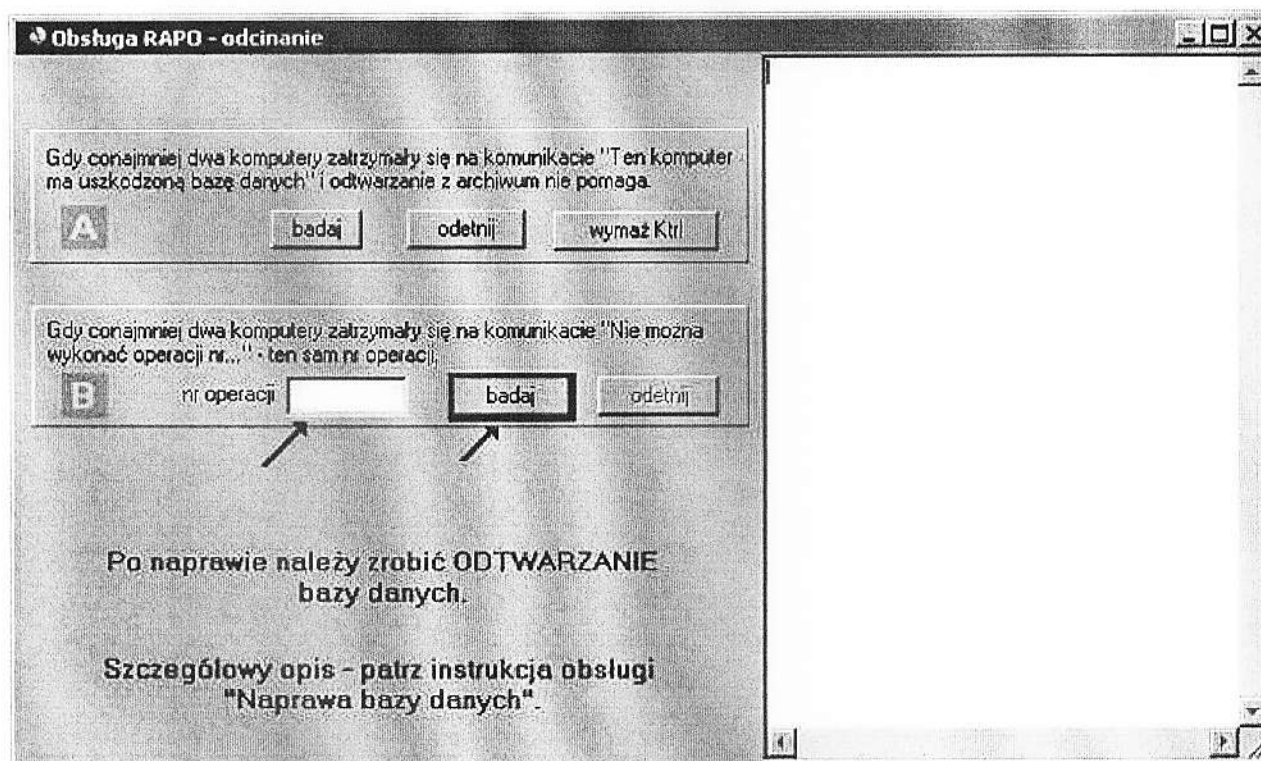 Obsługa RAPO - odcinanie
Gdy conajmniej dwa komputery zatrzymały się na komunikacie "Ten komputer
ma uszkodzoną bazę danych" i odtwarzanie z archiwum nie pomaga.
A
badaj
odetnij
wymaż Ktrl
Gdy conajmniej dwa komputery zatrzymały się na komunikacie "Nie można
wykonać operacji nr..." - ten sam nr operacji.
B
nr operacji
badaj
odetnij
Po naprawie należy zrobić ODTWARZANIE
bazy danych.
Szczegółowy opis - patrz instrukcja obsługi
"Naprawa bazy danych".